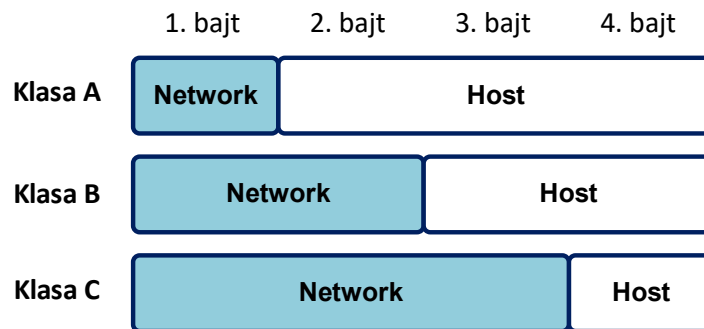 1. bajt 2. bajt 3. bajt 4. bajt
Klasa A Network Host
Klasa B Network Host
Klasa C Network Host